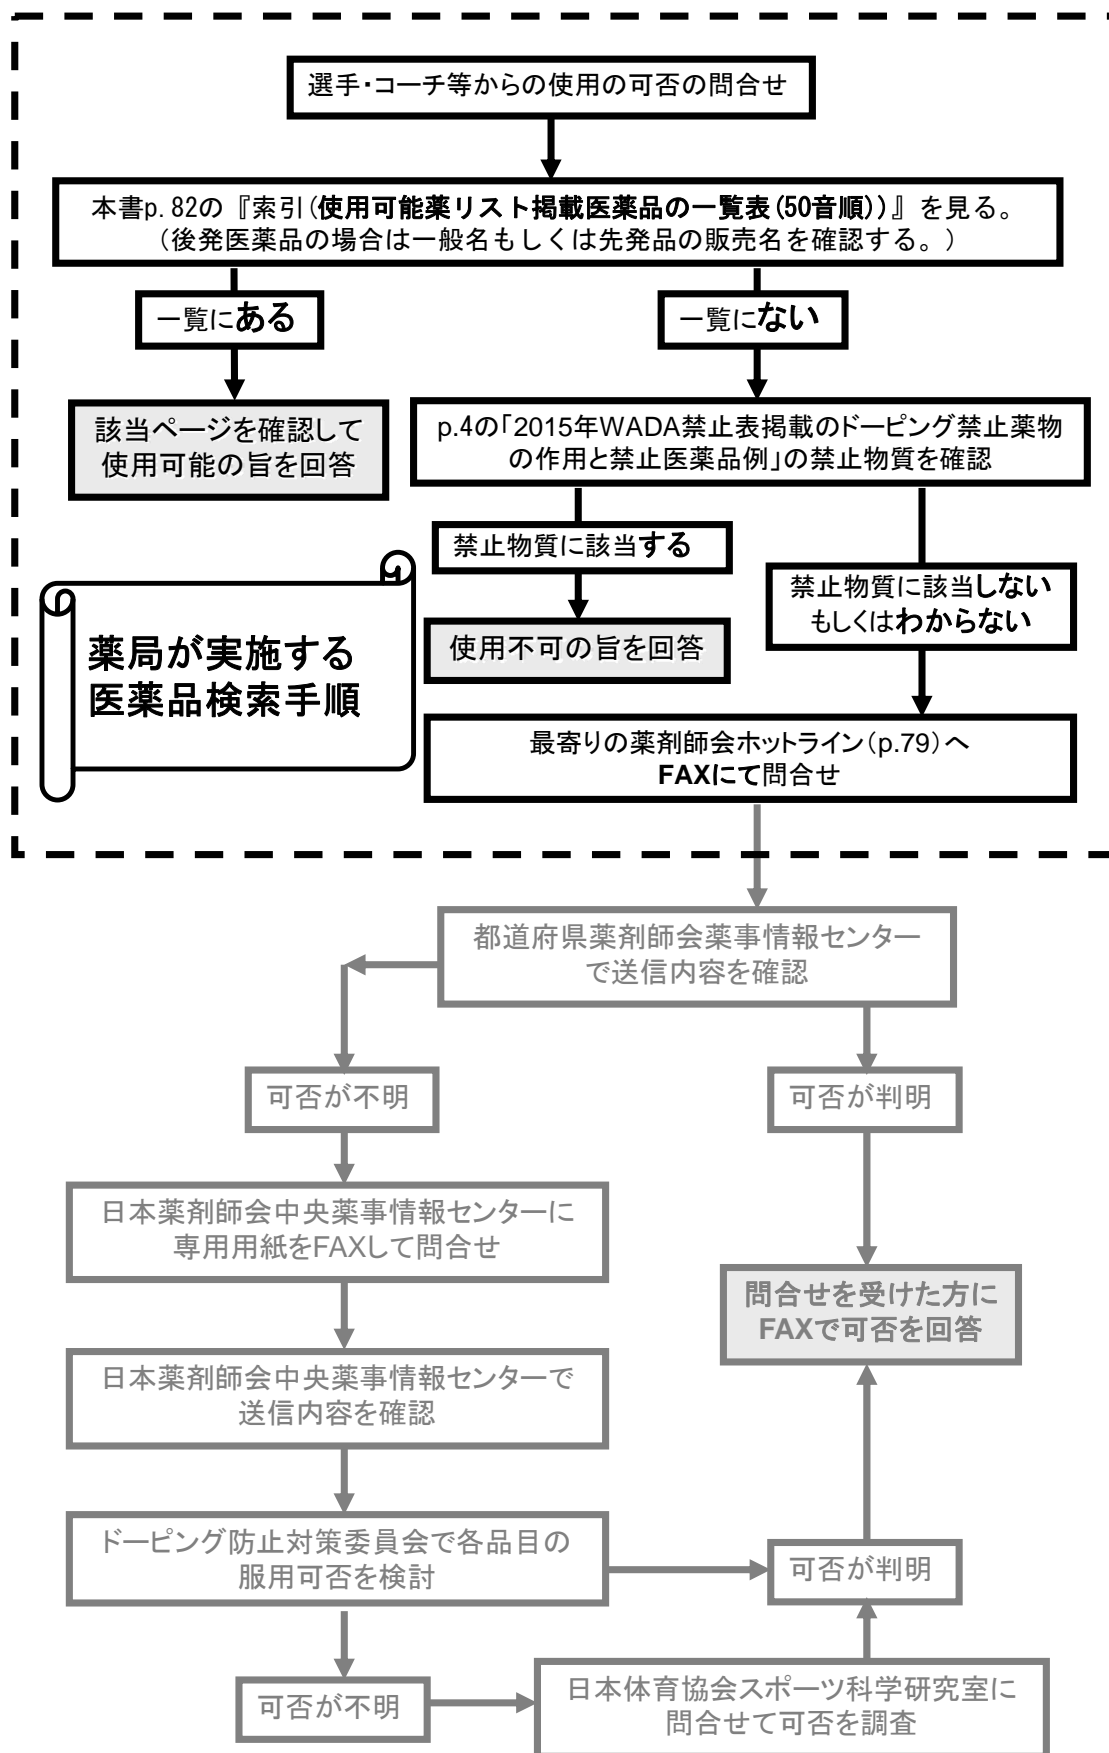 選手・コーチ等からの使用の可否の問合せ
本書p.82の『索引(使用可能薬リスト掲載医薬品の一覧表(50音順))』を見る。
(後発医薬品の場合は一般名もしくは先発品の販売名を確認する。)
一覧にある
一覧にない
該当ページを確認して
使用可能の旨を回答
p.4の「2015年WADA禁止表掲載のドーピング禁止薬物
の作用と禁止医薬品例」の禁止物質を確認
禁止物質に該当する
禁止物質に該当しない
もしくはわからない
使用不可の旨を回答
薬局が実施する
医薬品検索手順
最寄りの薬剤師会ホットライン(p.79)へ
FAXにて問合せ
都道府県薬剤師会薬事情報センター
で送信内容を確認
可否が不明
可否が判明
日本薬剤師会中央薬事情報センターに
専用用紙をFAXして問合せ
問合せを受けた方に
FAXで可否を回答
日本薬剤師会中央薬事情報センターで
送信内容を確認
ドーピング防止対策委員会で各品目の
服用可否を検討
可否が判明
可否が不明
日本体育協会スポーツ科学研究室に
問合せて可否を調査